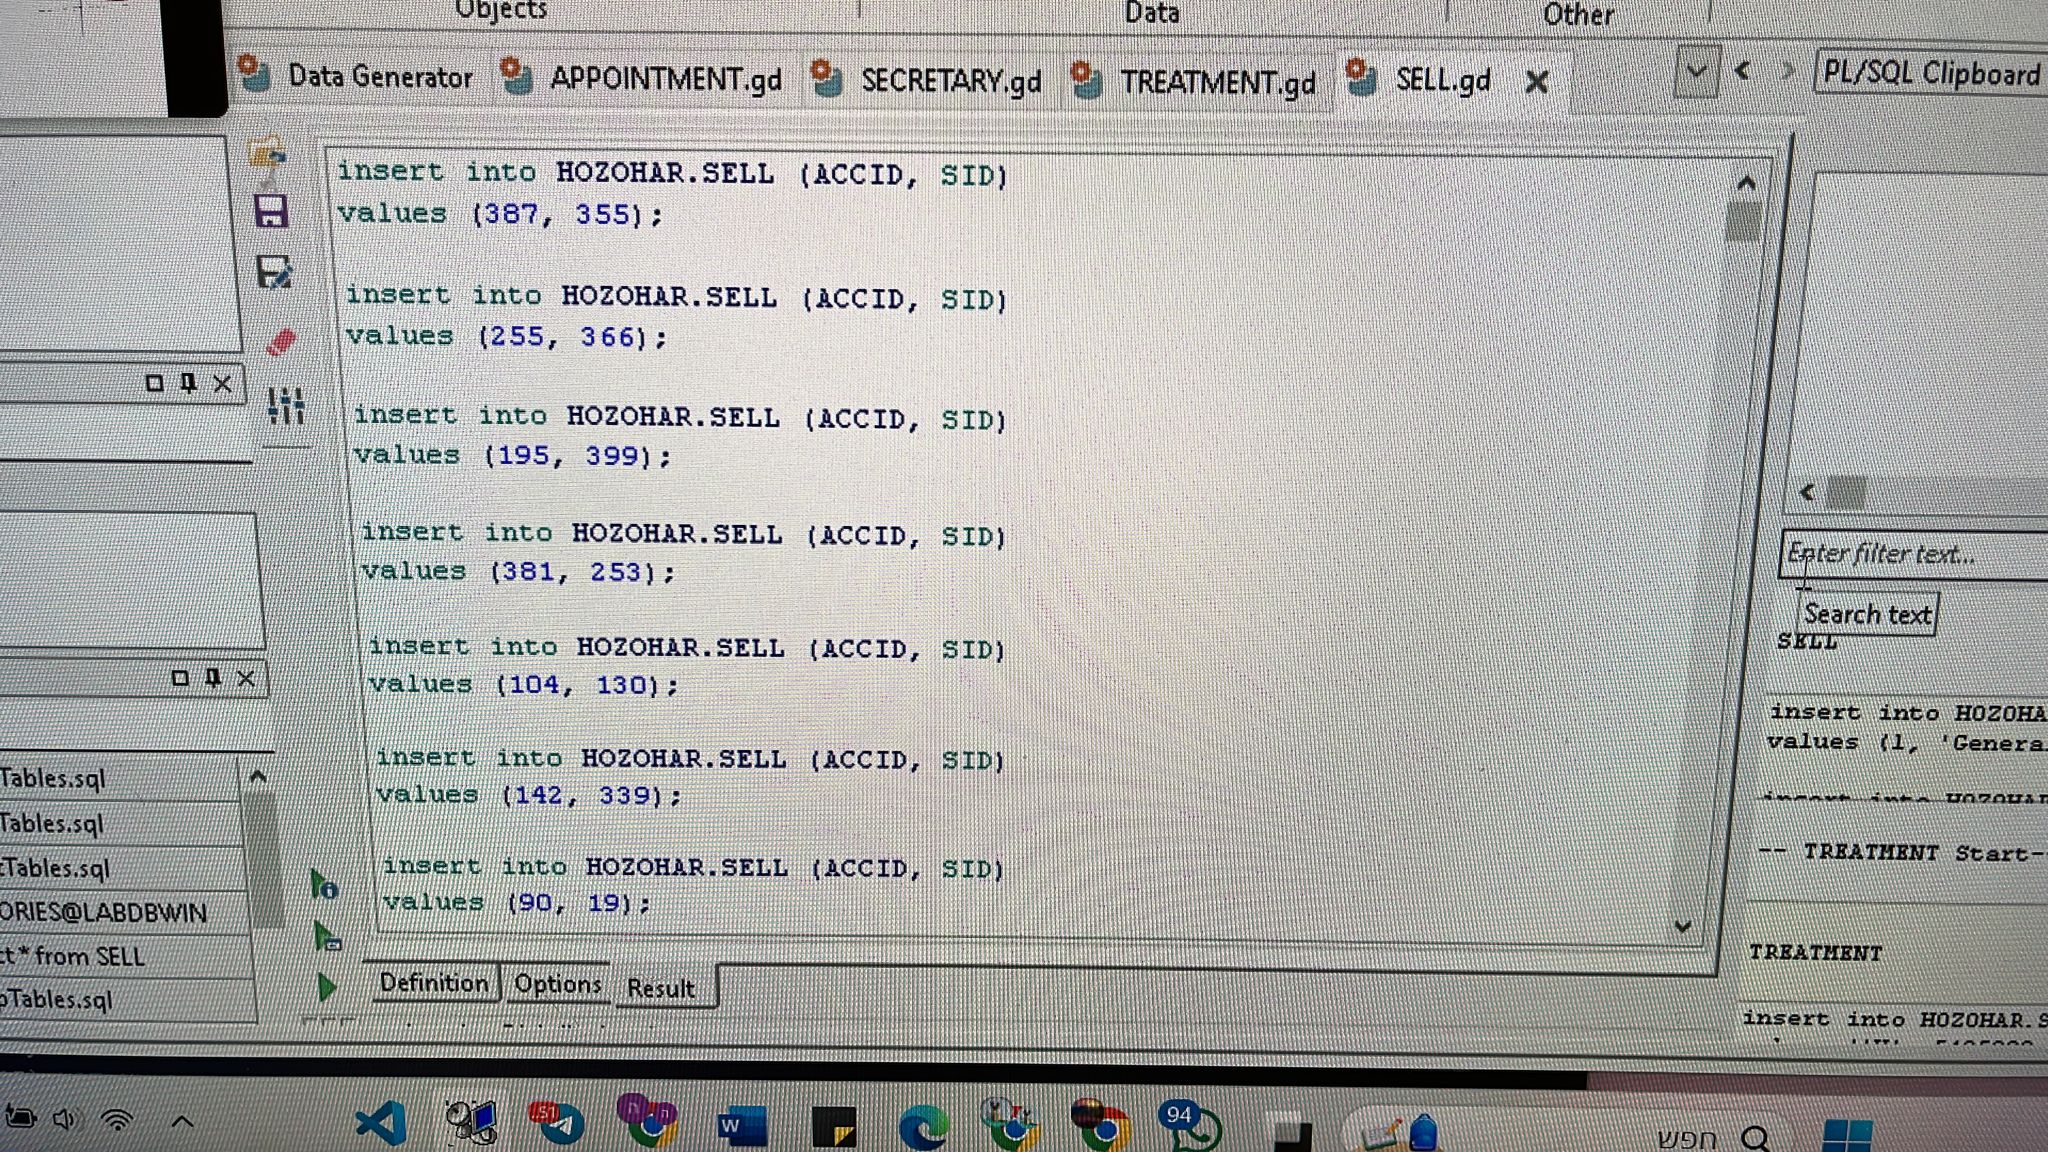 Objects
Data
Other
Data Generator
APPOINTMENT.gd
SECRETARY.gd
TREATMENT.gd
SELL.gd
PL/SQL Clipboard
insert into HOZOHAR.SELL (ACCID, SID)
values (387, 355);
insert into HOZOHAR.SELL (ACCID, SID)
values (255, 366);
insert into HOZOHAR.SELL (ACCID, SID)
values (195, 399);
insert into HOZOHAR.SELL (ACCID, SID)
values (381, 253);
insert into HOZOHAR.SELL (ACCID, SID)
values (104, 130);
insert into HOZOHAR.SELL (ACCID, SID)
values (142, 339);
insert into HOZOHAR.SELL (ACCID, SID)
values (90, 19);
Definition
Options
Result
Tables.sql
Tables.sql
Tables.sql
ORIES@LABDBWIN
ct * from SELL
Tables.sql
Enter filter text...
Search text
SELL
insert into HOZOHA
values (1, 'Genera
-- TREATMENT Start-
TREATMENT
insert into HOZOHAR.S
51
W
94
חפש